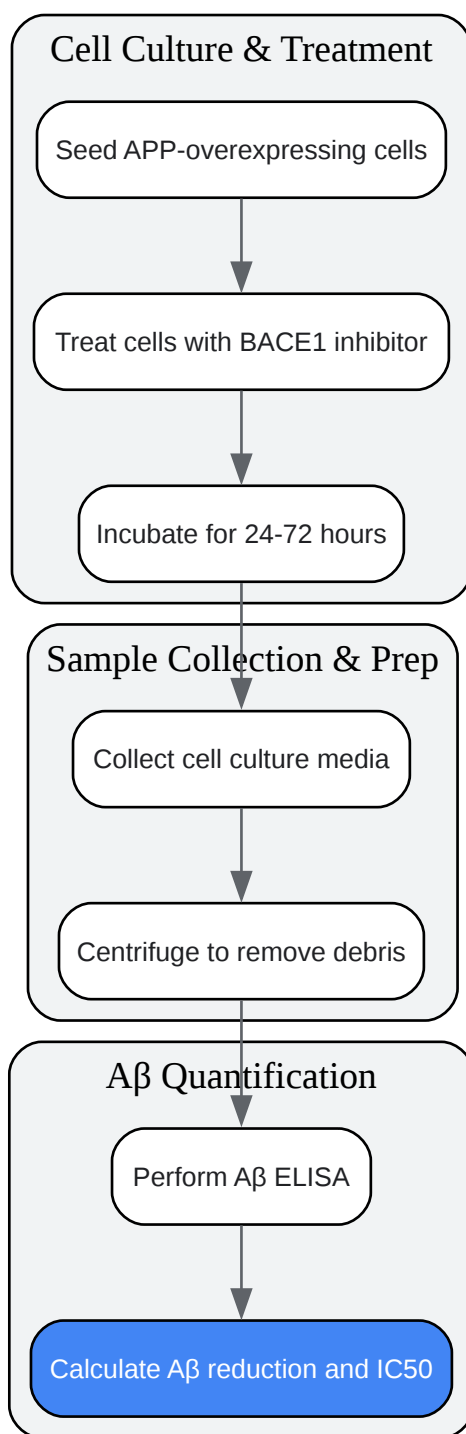 Cell Culture & Treatment
Seed APP-overexpressing cells
Treat cells with BACE1 inhibitor
Incubate for 24-72 hours
Sample Collection & Prep
Collect cell culture media
Centrifuge to remove debris
Aβ Quantification
Perform Aβ ELISA
Calculate Aβ reduction and IC50